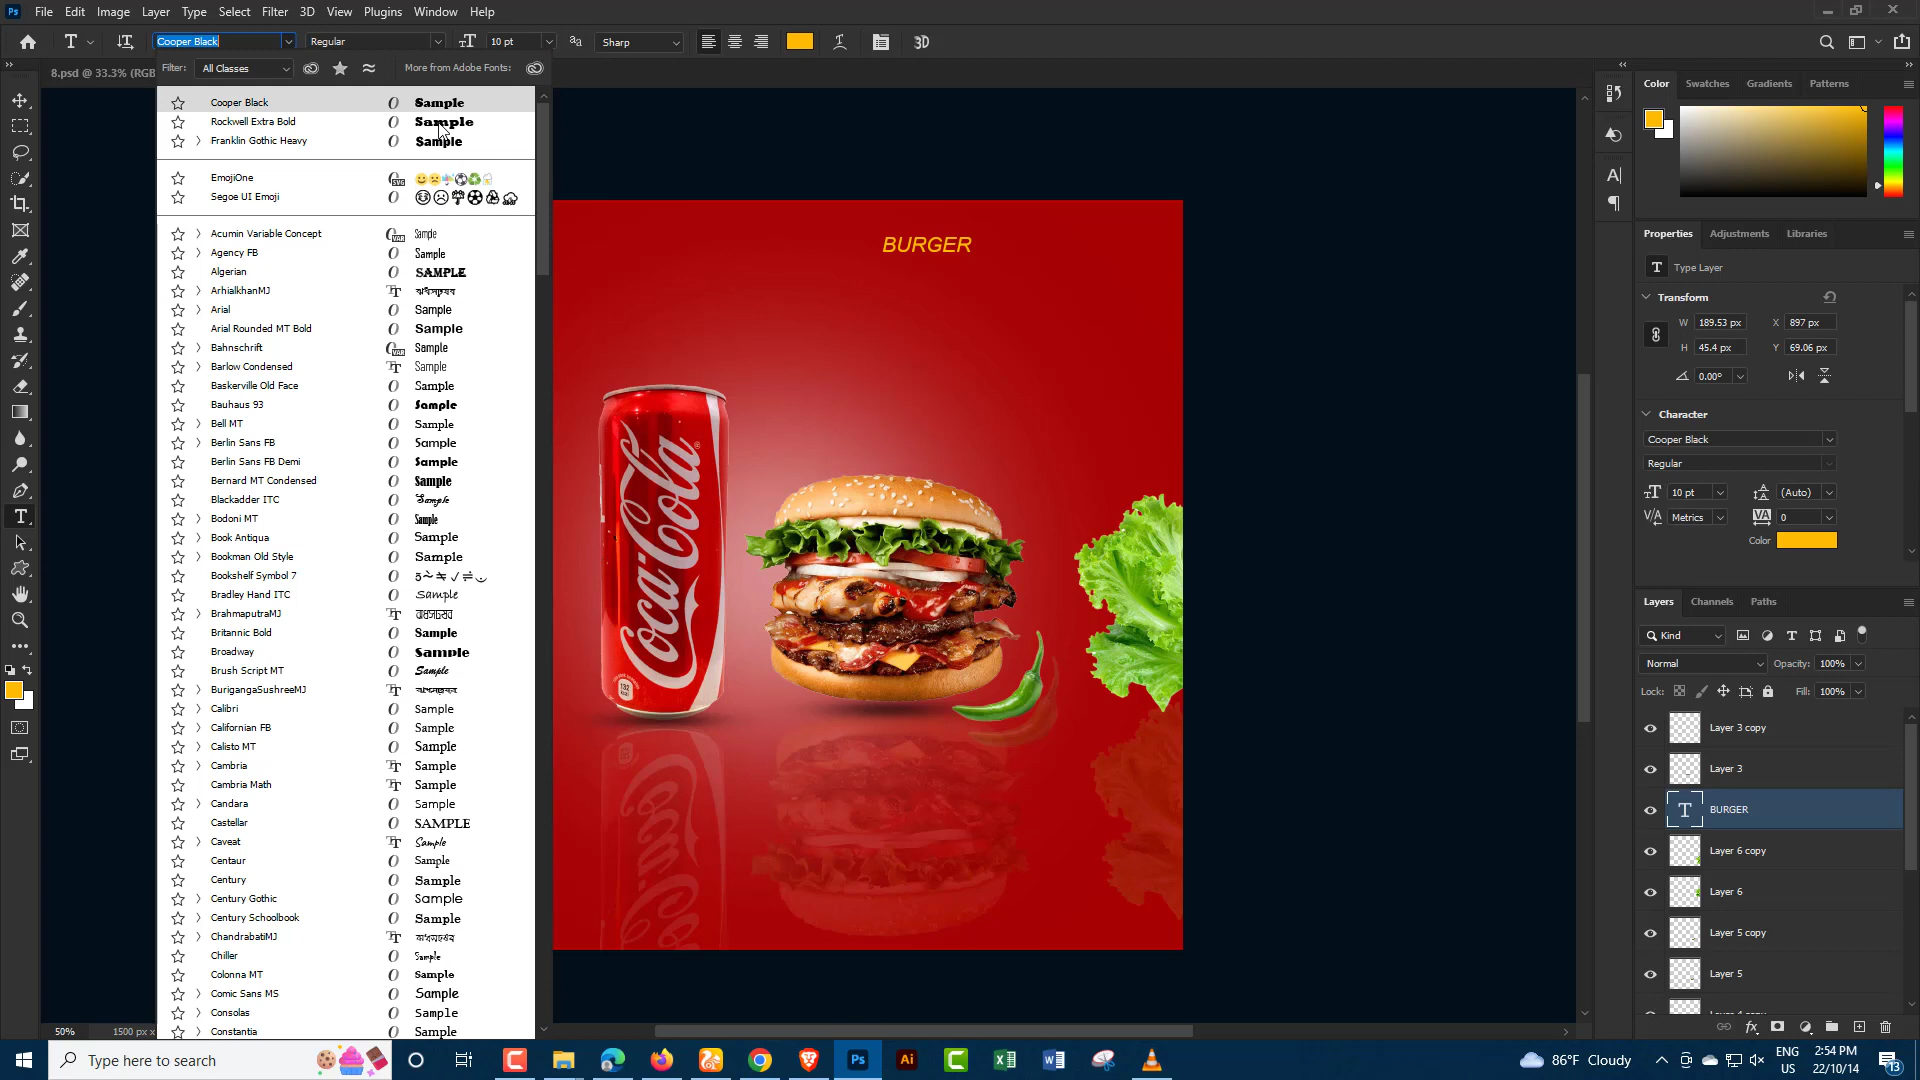 Ps File Edit Image Layer Type Select Filter 3D View Plugins Window Help
T Cooper Black Regular 10 pt Sharp 3D
8.psd @ 33.3% (RGB
Filter: All Classes More from Adobe Fonts:
Cooper Black Sample
Rockwell Extra Bold Sample
Franklin Gothic Heavy Sample
EmojiOne
Segoe UI Emoji
Acumin Variable Concept Sample
Agency FB Sample
Algerian SAMPLE
ArhialkhanMJ
Arial Sample
Arial Rounded MT Bold Sample
Bahnschrift Sample
Barlow Condensed Sample
Baskerville Old Face Sample
Bauhaus 93 Sample
Bell MT Sample
Berlin Sans FB Sample
Berlin Sans FB Demi Sample
Bernard MT Condensed Sample
Blackadder ITC Sample
Bodoni MT Sample
Book Antiqua Sample
Bookman Old Style Sample
Bookshelf Symbol 7
Bradley Hand ITC Sample
BrahmaputraMJ
Britannic Bold Sample
Broadway Sample
Brush Script MT Sample
BurigangaSushreeMJ
Calibri Sample
Californian FB Sample
Calisto MT Sample
Cambria Sample
Cambria Math Sample
Candara Sample
Castellar SAMPLE
Caveat Sample
Centaur Sample
Century Sample
Century Gothic Sample
Century Schoolbook Sample
ChandrabatiMJ
Chiller Sample
Colonna MT Sample
Comic Sans MS Sample
Consolas Sample
Constantia Sample
BURGER
Coca-Cola
132
kcal
50% 1500 px x
Color Swatches Gradients Patterns
Properties Adjustments Libraries
T Type Layer
Transform
W 189.53 px X 897 px
H 45.4 px Y 69.06 px
0.00°
Character
Cooper Black
Regular
10 pt (Auto)
Metrics 0
Color
Layers Channels Paths
Kind
Normal Opacity: 100%
Lock: Fill: 100%
Layer 3 copy
Layer 3
T BURGER
Layer 6 copy
Layer 6
Layer 5 copy
Layer 5
fx
Type here to search
Ps Ai
86°F Cloudy
ENG
US
2:54 PM
22/10/14
13